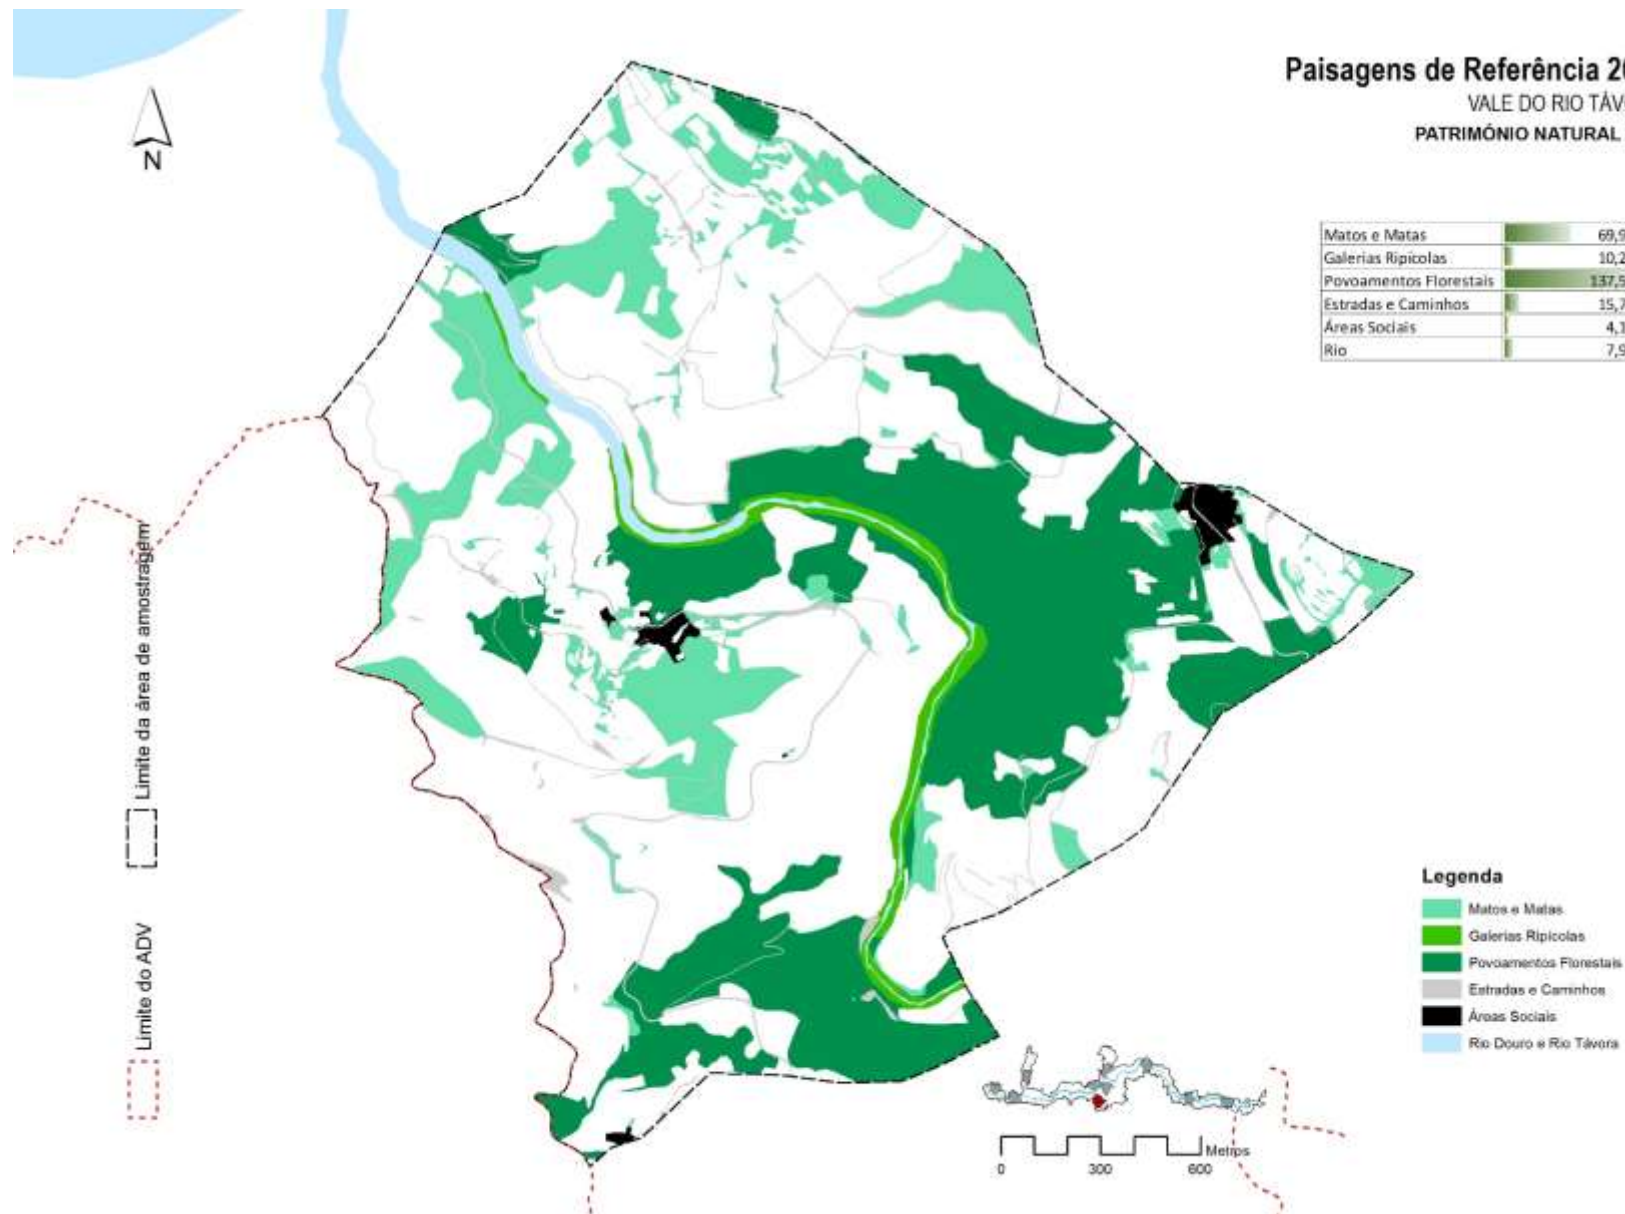 Paisagens de Referência 20
VALE DO RIO TÁV
PATRIMÓNIO NATURAL
N
Matos e Matas 69,9
Galerias Ripícolas 10,2
Povoamentos Florestais 137,9
Estradas e Caminhos 15,7
Áreas Sociais 4,1
Rio 7,9
Limite da área de amostragem
Limite do ADV
Legenda
Matos e Matas
Galerias Ripícolas
Povoamentos Florestais
Estradas e Caminhos
Áreas Sociais
Rio Douro e Rio Távora
Metros
0 300 600